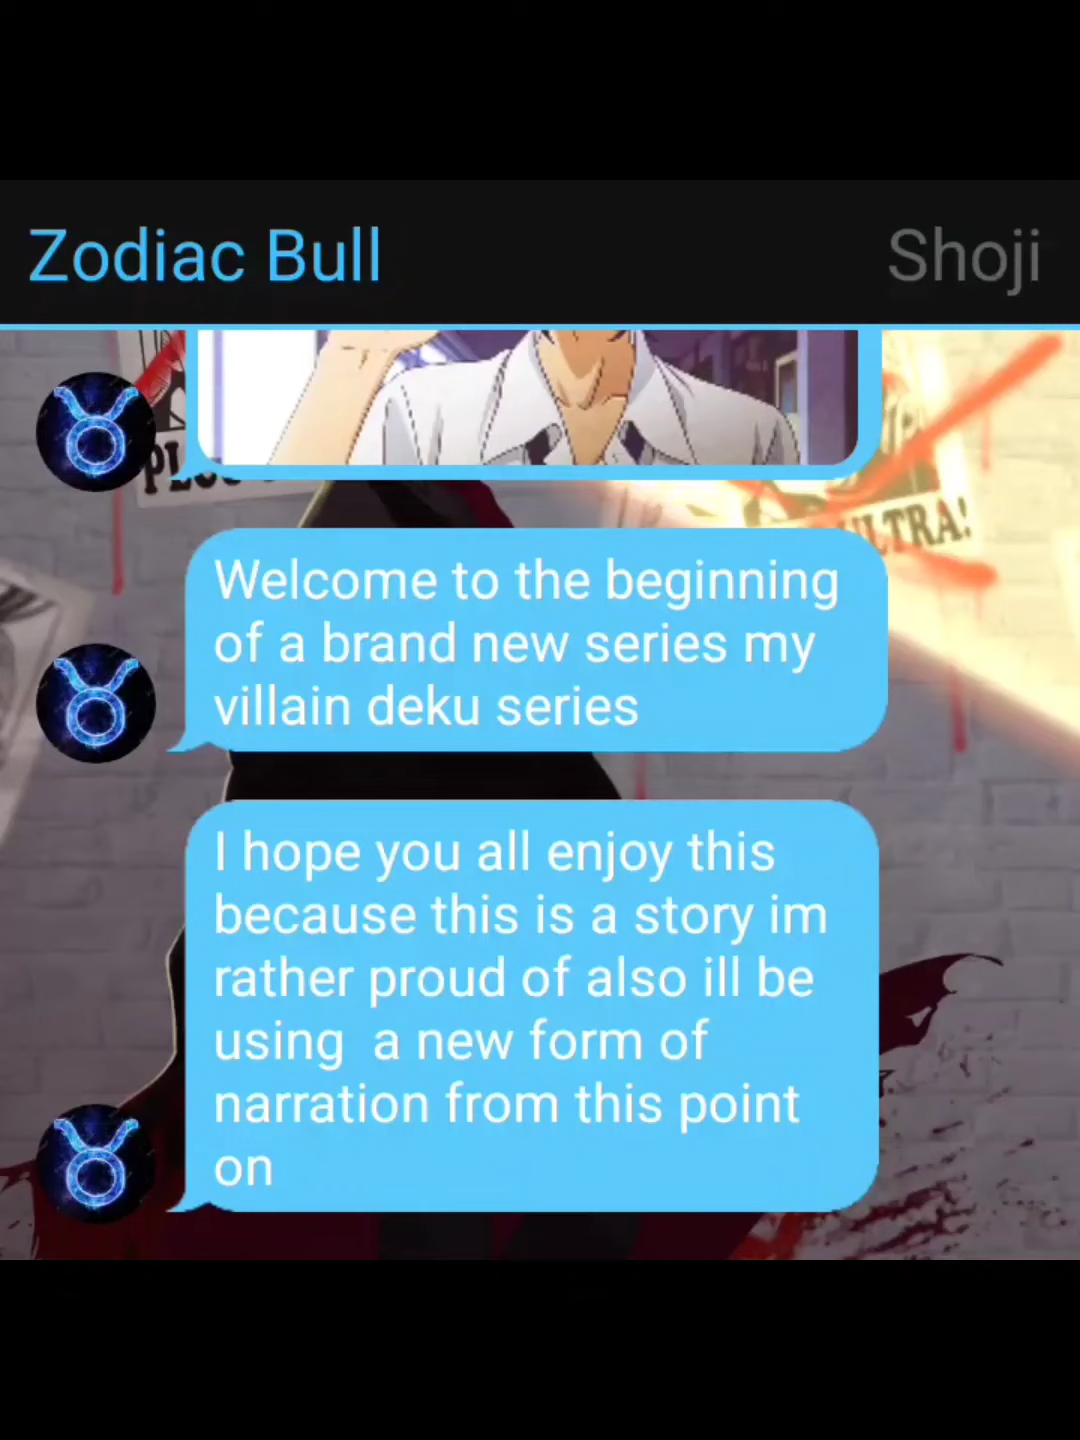 Zodiac Bull
Shoji
ULTRA!
Welcome to the beginning
of a brand new series my
villain deku series
I hope you all enjoy this
because this is a story im
rather proud of also ill be
using  a new form of
narration from this point
on